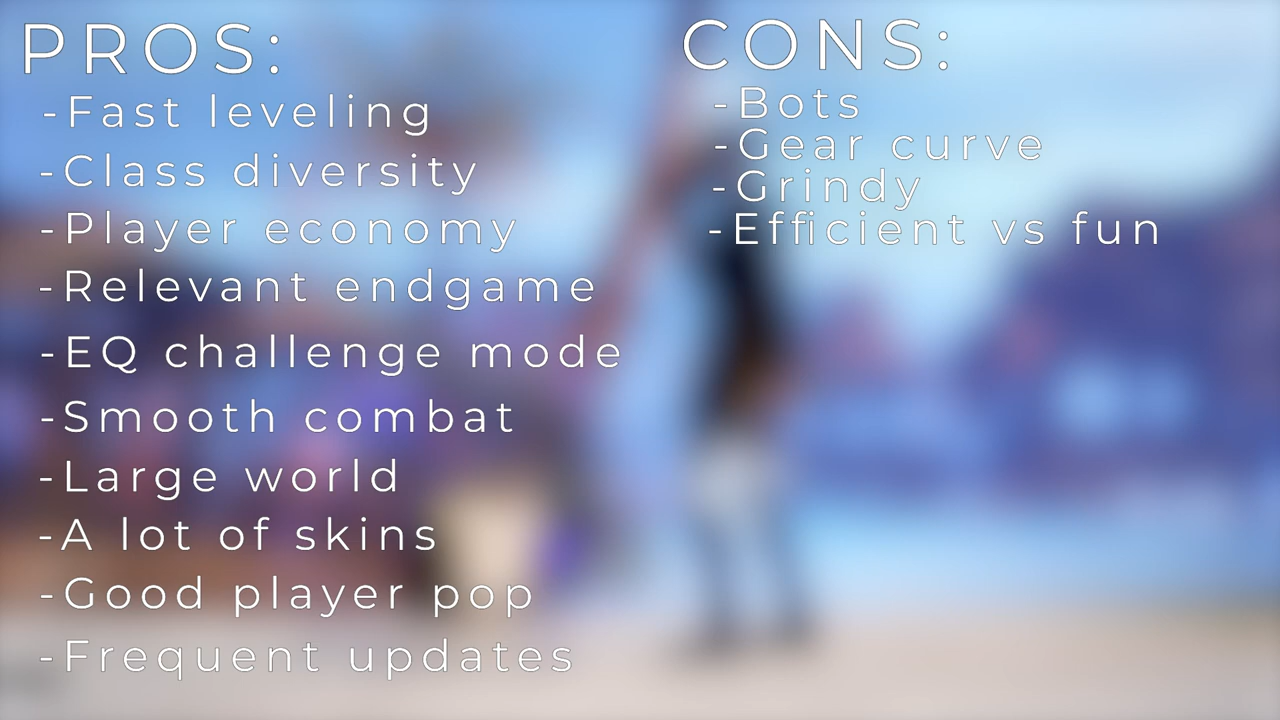 PROS:
-Fast leveling
-Class diversity
-Player economy
-Relevant endgame
-EQ challenge mode
-Smooth combat
-Large world
-A lot of skins
-Good player pop
-Frequent updates
CONS:
-Bots
-Gear curve
-Grindy
-Efficient vs fun